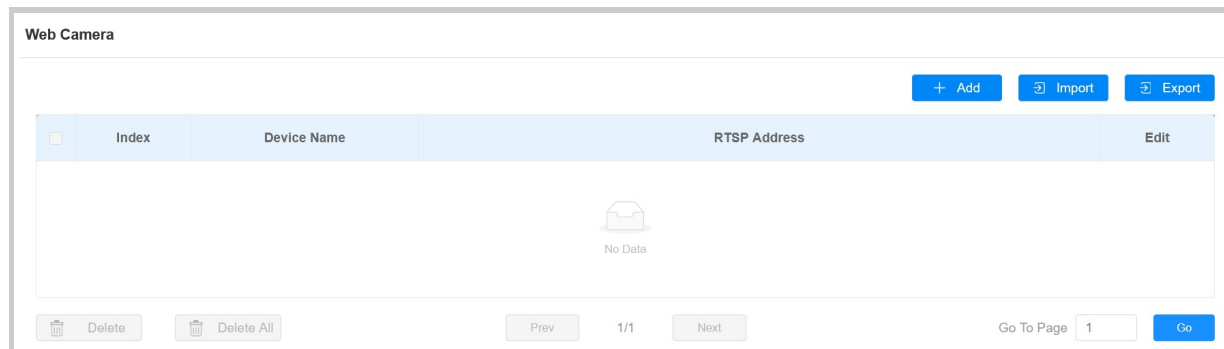 Web Camera
Add Import Export
Index Device Name RTSP Address Edit
No Data
Delete Delete All Prev 1/1 Next Go To Page 1 Go